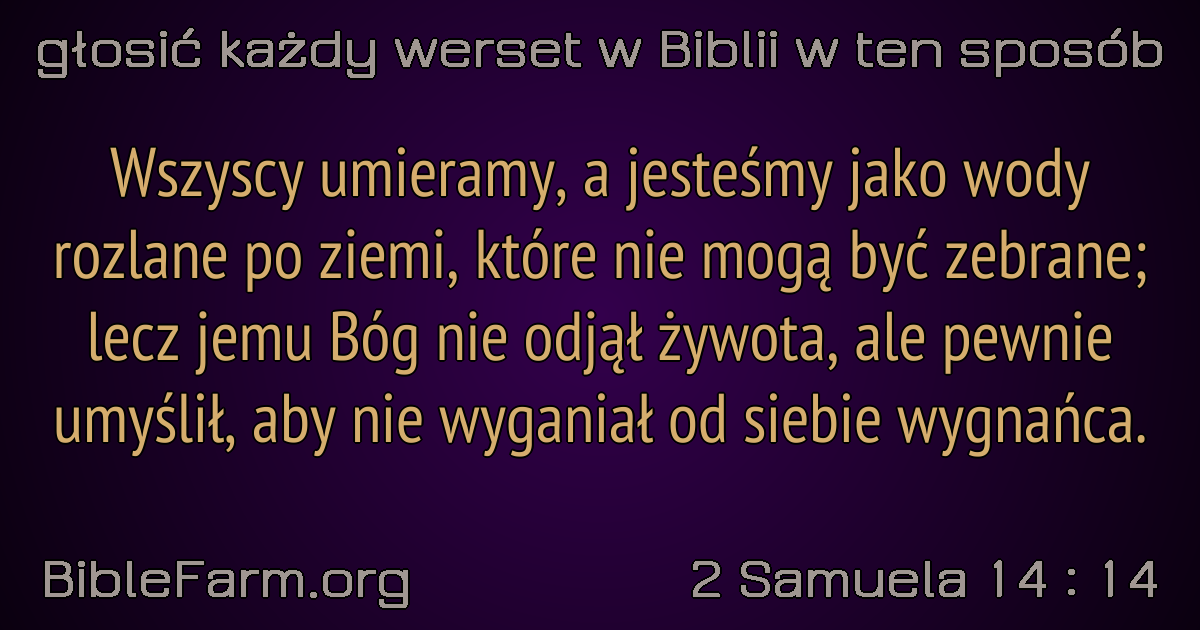 głosić każdy werset w Biblii w ten sposób
Wszyscy umieramy, a jesteśmy jako wody
rozlane po ziemi, które nie mogą być zebrane;
lecz jemu Bóg nie odjął żywota, ale pewnie
umyślił, aby nie wyganiał od siebie wygnańca.
BibleFarm.org
2 Samuela 14 : 14